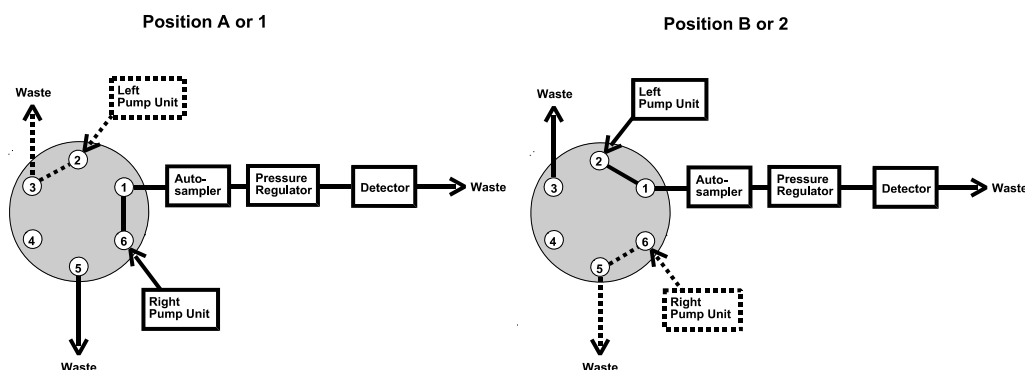 Position A or 1
Waste
Left
Pump Unit
2
3
1
4
6
5
Auto-
sampler
Pressure
Regulator
Detector
Waste
Right
Pump Unit
Waste
Position B or 2
Waste
Left
Pump Unit
2
3
1
4
6
5
Auto-
sampler
Pressure
Regulator
Detector
Waste
Right
Pump Unit
Waste